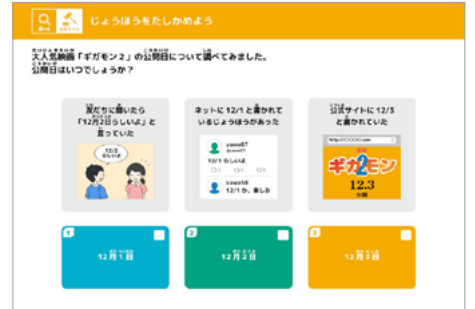 じょうほうをたしかめよう
大人気映画「ギガモン2」の公開日について調べてみました。
公開日はいつでしょうか?
友だちに聞いたら
「12月2日らしいよ」と
言っていた
12/2
らしいよ
ネットに 12/1 と書かれて
いるじょうほうがあった
12/1 らしいよ
12/1 か、楽しみ
公式サイトに 12/3
と書かれていた
ギガモン
2
12.3
公開
1
12月1日
2
12月2日
3
12月3日